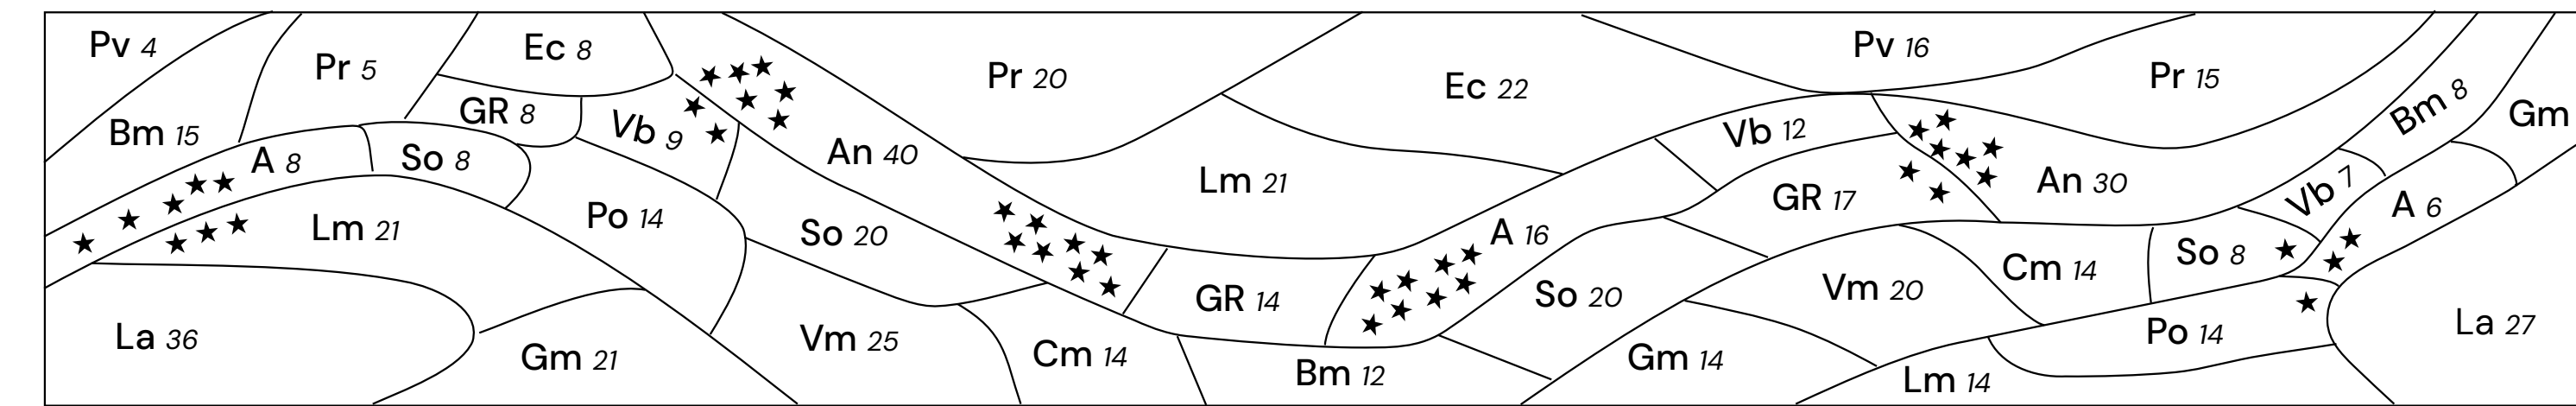 Pv 4
Pr 5
Ec 8
Pr 20
Ec 22
Pv 16
Pr 15
Bm 8
Gm
Bm 15
A 8
So 8
GR 8
Vb 9
An 40
Lm 21
Vb 12
GR 17
An 30
Vb 7
A 6
Lm 21
Po 14
So 20
A 16
So 8
La 36
Gm 21
Vm 25
Cm 14
GR 14
Bm 12
So 20
Gm 14
Vm 20
Cm 14
Lm 14
Po 14
La 27